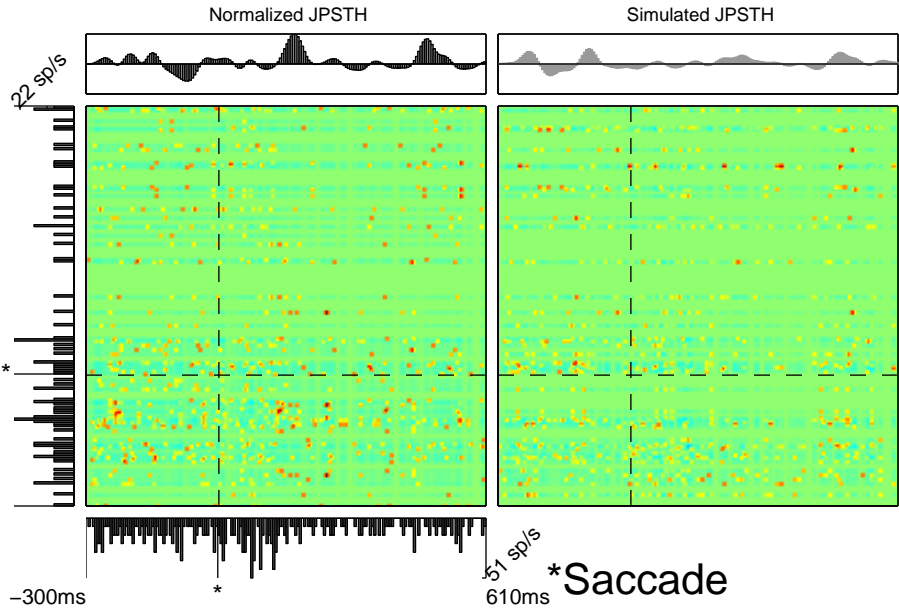 Normalized JPSTH
Simulated JPSTH
22 sp/s
*
51 sp/s
*Saccade
*
−300ms
610ms